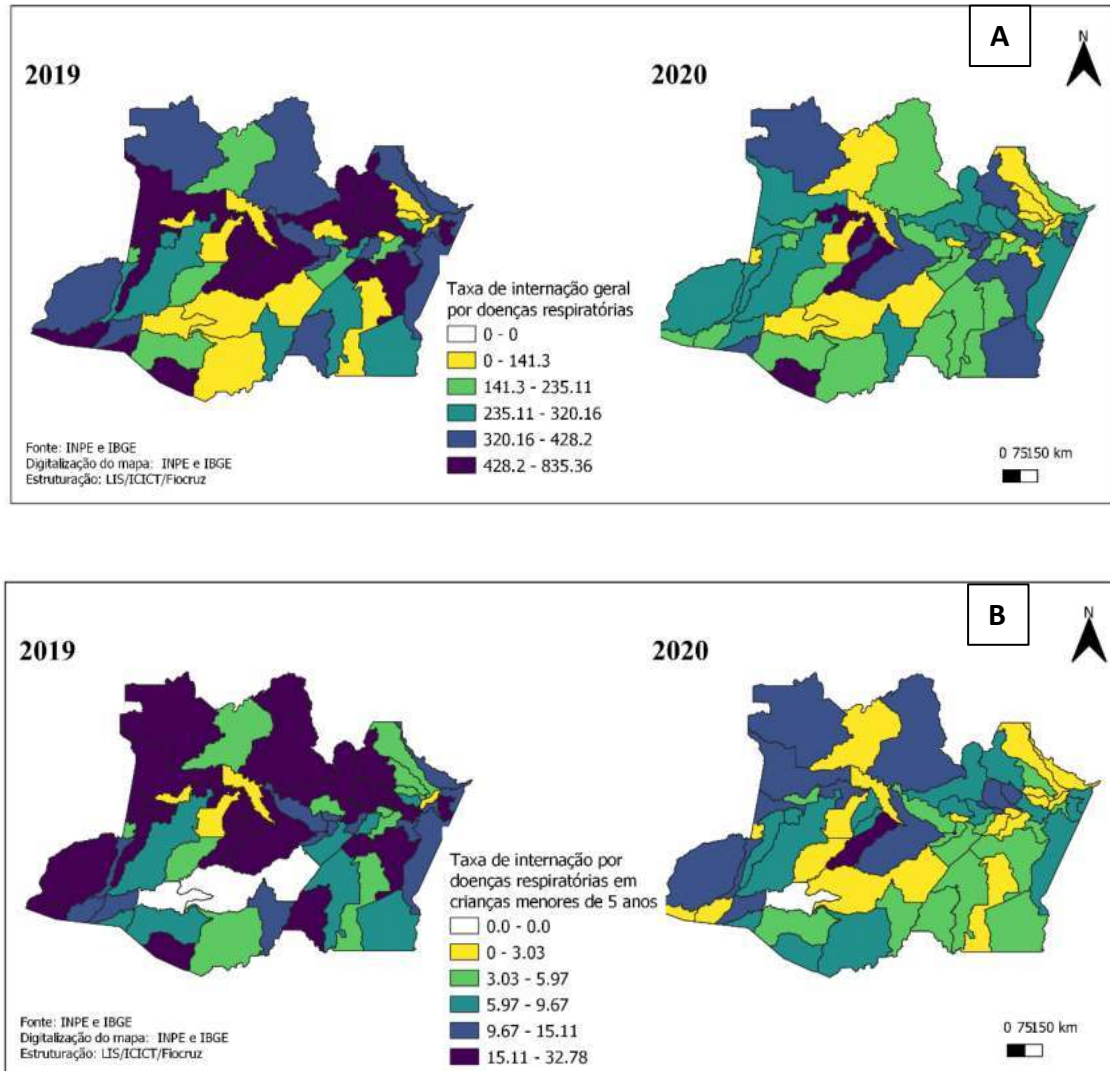 A
N
2019
2020
Taxa de internação geral
por doenças respiratórias
0 - 0
0 - 141.3
141.3 - 235.11
235.11 - 320.16
320.16 - 428.2
428.2 - 835.36
Fonte: INPE e IBGE
Digitalização do mapa: INPE e IBGE
Estruturação: LIS/ICICT/Fiocruz
0 75150 km
B
N
2019
2020
Taxa de internação por
doenças respiratórias em
crianças menores de 5 anos
0.0 - 0.0
0 - 3.03
3.03 - 5.97
5.97 - 9.67
9.67 - 15.11
15.11 - 32.78
Fonte: INPE e IBGE
Digitalização do mapa: INPE e IBGE
Estruturação: LIS/ICICT/Fiocruz
0 75150 km